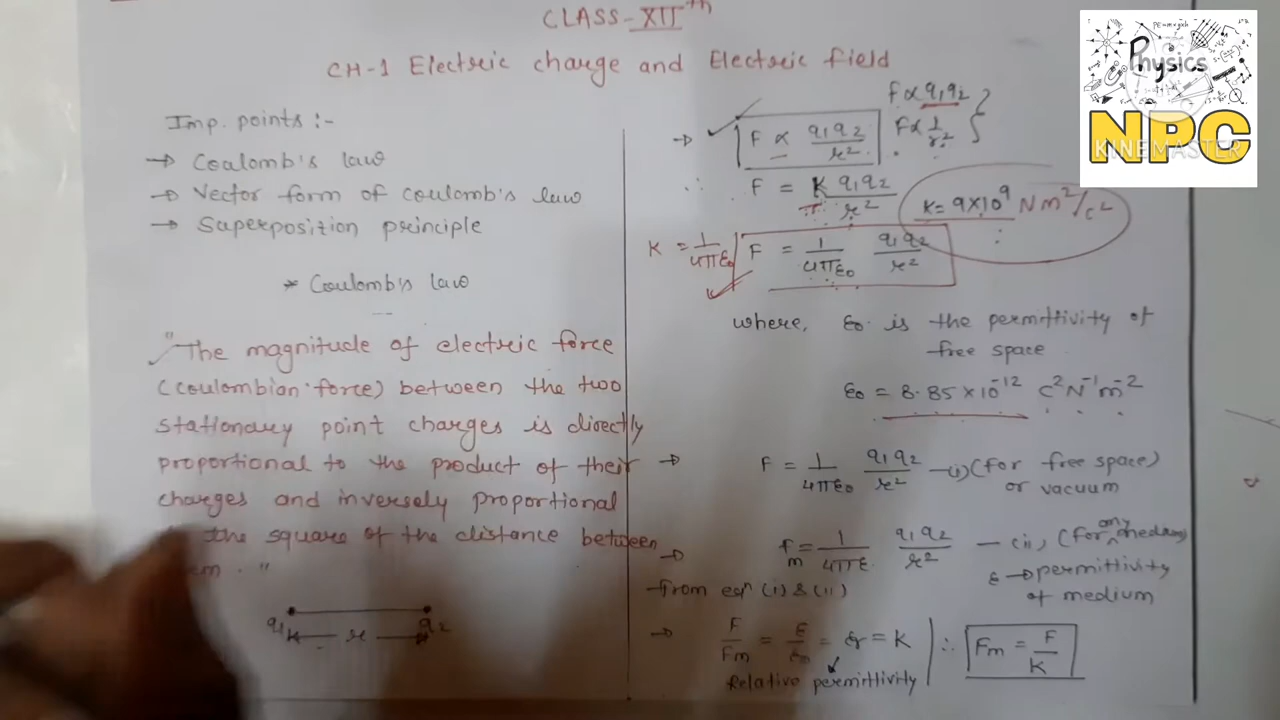 CLASS-XIIth
CH-1 Electric charge and Electric field
Imp. points :-
→ Coalomb's law
→ Vector form of coulomb's law
→ Superposition principle
* Coulomb's law
"The magnitude of electric force
(coulombian force) between the two
stationary point charges is directly
proportional to the product of their
charges and inversely proportional
the square of the distance between
"
q1 q2
r
→ F ∝ q1q2/r²
F ∝ q1q2
F ∝ 1/r²
∴ F = K q1q2/r²
K = 9×10⁹ Nm²/c²
K = 1/4πε0
F = 1/4πε0 q1q2/r²
where, ε0 is the permittivity of
free space
ε0 = 8.85×10⁻¹² C²N⁻¹m⁻²
→ F = 1/4πε0 q1q2/r² —(i) (for free space)
or vacuum
→ Fm = 1/4πε q1q2/r² — (ii) (for any medium)
ε → permittivity
of medium
From eqn (i) & (ii)
→ F/Fm = ε/ε0 = εr = K
∴ Fm = F/K
Relative permittivity
Physics
NPC
KINEMASTER